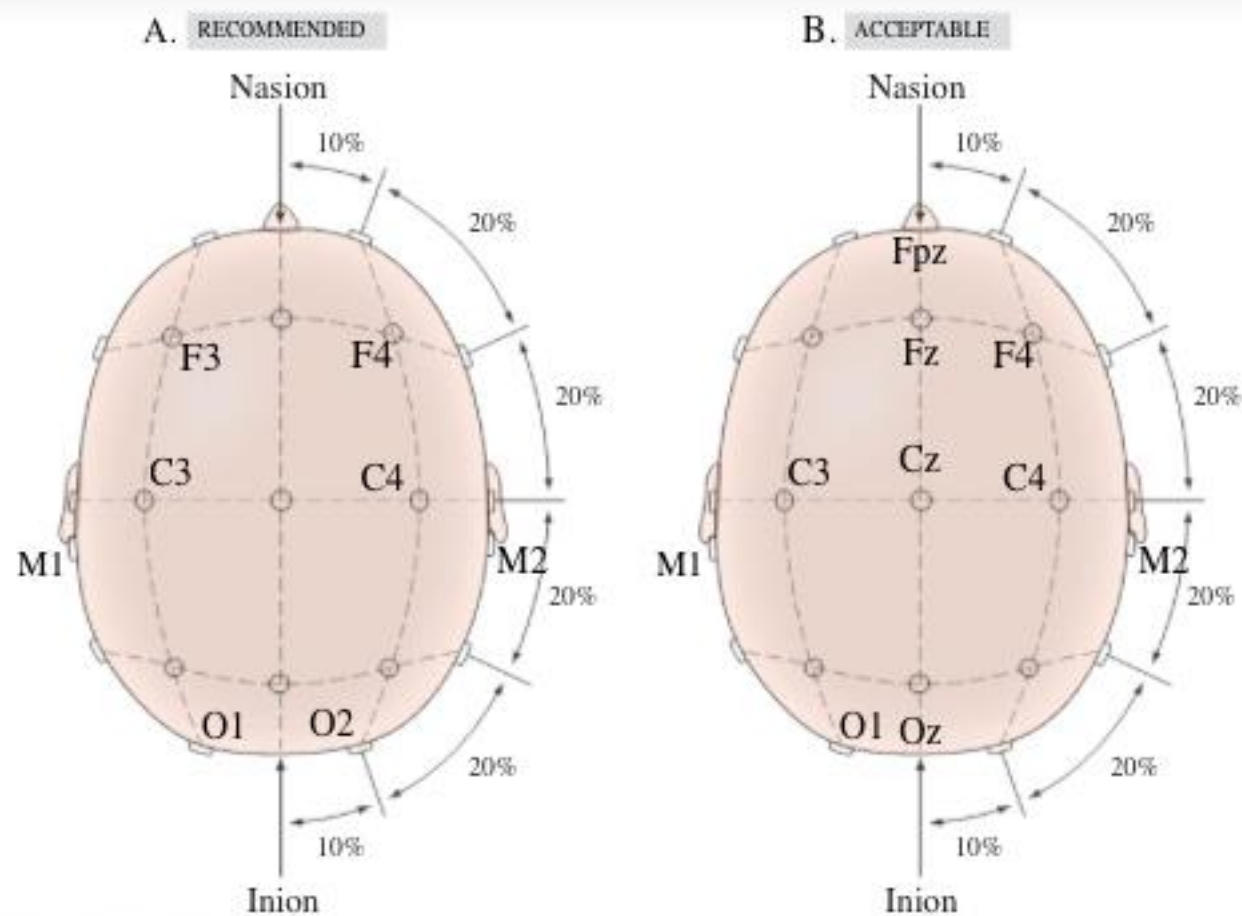 A. RECOMMENDED
Nasion
10%
20%
F3
F4
20%
C3
C4
M1
M2
20%
O1
O2
20%
10%
Inion
B. ACCEPTABLE
Nasion
10%
Fpz
20%
Fz
F4
20%
C3
Cz
C4
M1
M2
20%
O1
Oz
20%
10%
Inion